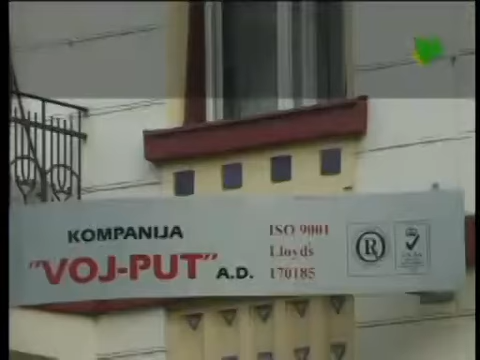 KOMPANIJA
"VOJ-PUT" A.D.
ISO 9001
Lloyds
170185
R